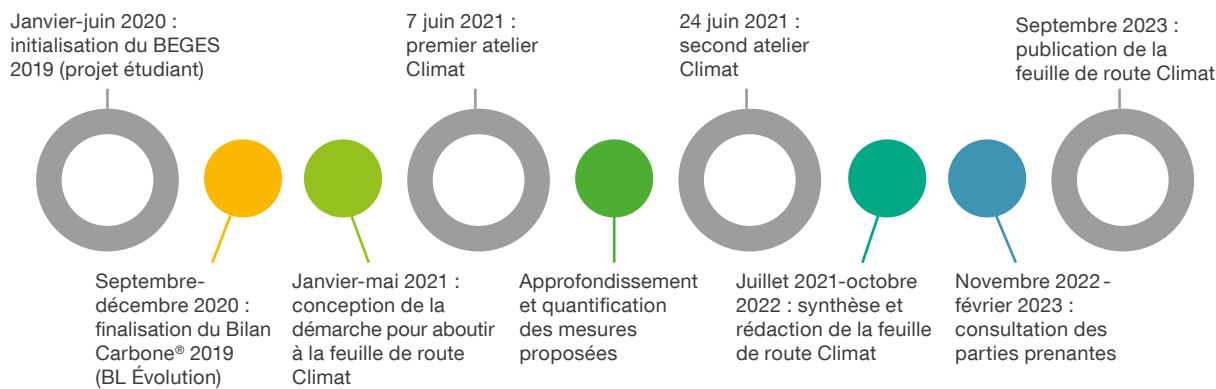 Janvier-juin 2020 :
initialisation du BEGES
2019 (projet étudiant)
Septembre-
décembre 2020 :
finalisation du Bilan
Carbone® 2019
(BL Évolution)
Janvier-mai 2021 :
conception de la
démarche pour aboutir
à la feuille de route
Climat
7 juin 2021 :
premier atelier
Climat
Approfondissement
et quantification
des mesures
proposées
24 juin 2021 :
second atelier
Climat
Juillet 2021-octobre
2022 : synthèse et
rédaction de la feuille
de route Climat
Novembre 2022-
février 2023 :
consultation des
parties prenantes
Septembre 2023 :
publication de la
feuille de route Climat